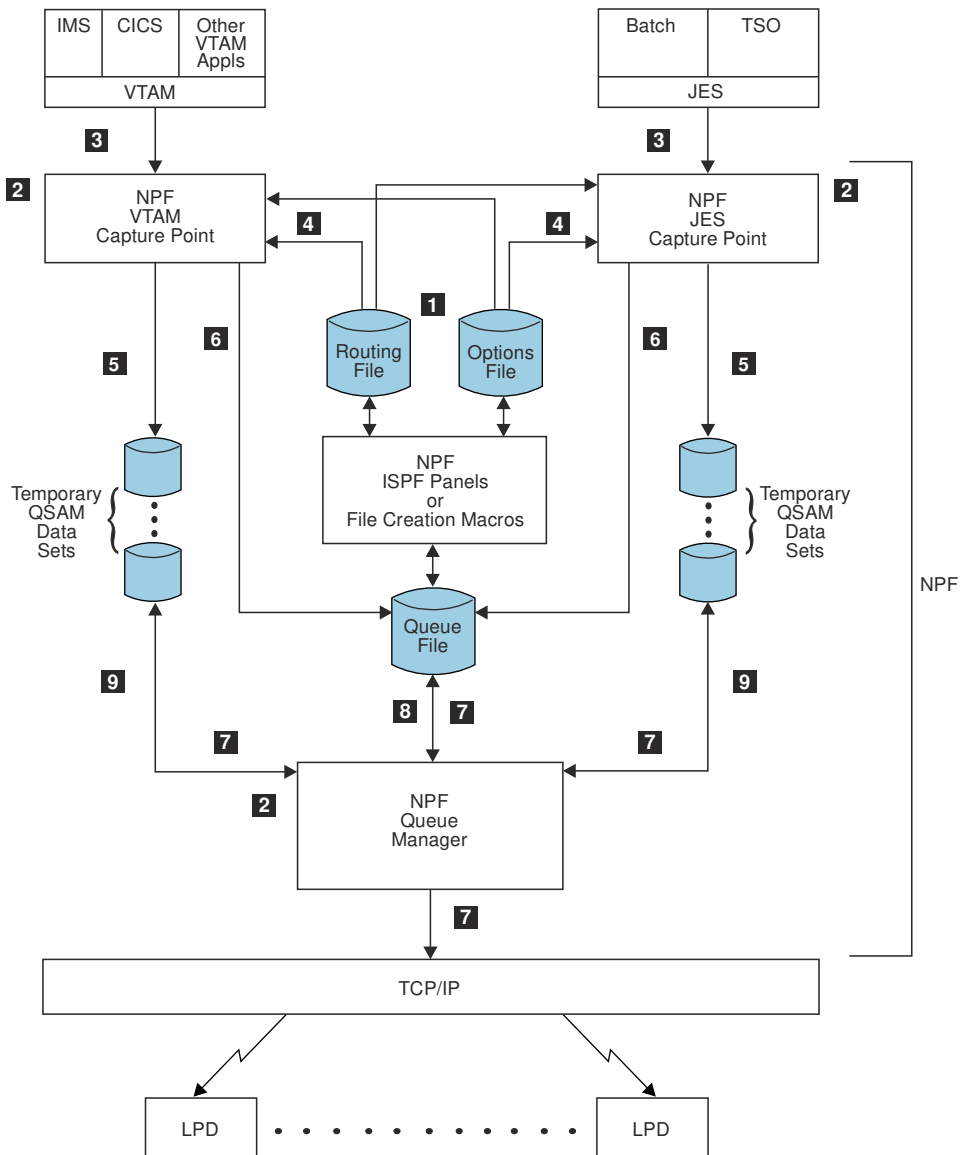 IMS
CICS
Other
VTAM
Appls
VTAM
Batch
TSO
JES
3
3
2
NPF
VTAM
Capture Point
4
4
NPF
JES
Capture Point
2
1
6
Routing
File
Options
File
6
5
5
NPF
ISPF Panels
or
File Creation Macros
Temporary
QSAM
Data
Sets
Temporary
QSAM
Data
Sets
NPF
Queue
File
9
8
7
9
7
7
2
NPF
Queue
Manager
7
TCP/IP
LPD
LPD